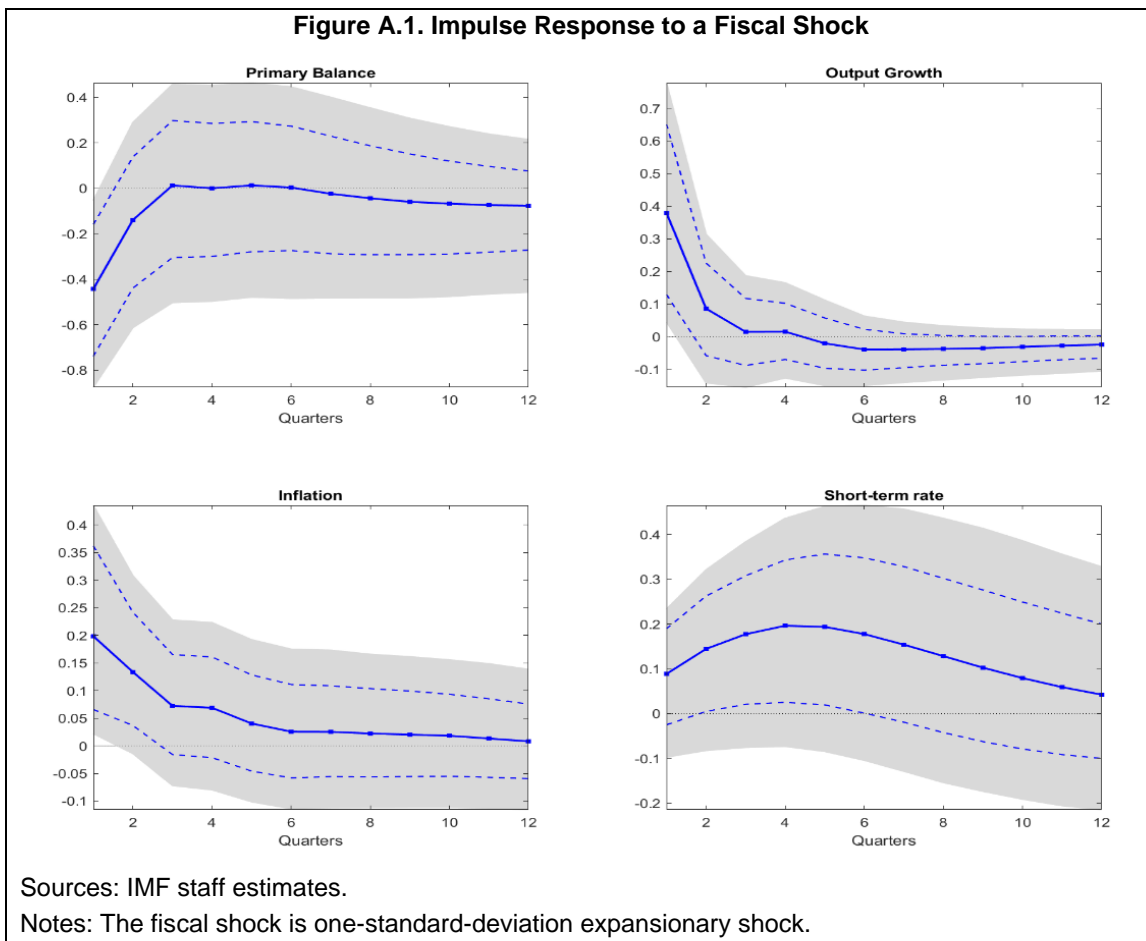 Figure A.1. Impulse Response to a Fiscal Shock
Primary Balance
0.4
0.2
0
-0.2
-0.4
-0.6
-0.8
2 4 6 8 10 12
Quarters
Output Growth
0.7
0.6
0.5
0.4
0.3
0.2
0.1
0
-0.1
2 4 6 8 10 12
Quarters
Inflation
0.4
0.35
0.3
0.25
0.2
0.15
0.1
0.05
0
-0.05
-0.1
2 4 6 8 10 12
Quarters
Short-term rate
0.4
0.3
0.2
0.1
0
-0.1
-0.2
2 4 6 8 10 12
Quarters
Sources: IMF staff estimates.
Notes: The fiscal shock is one-standard-deviation expansionary shock.